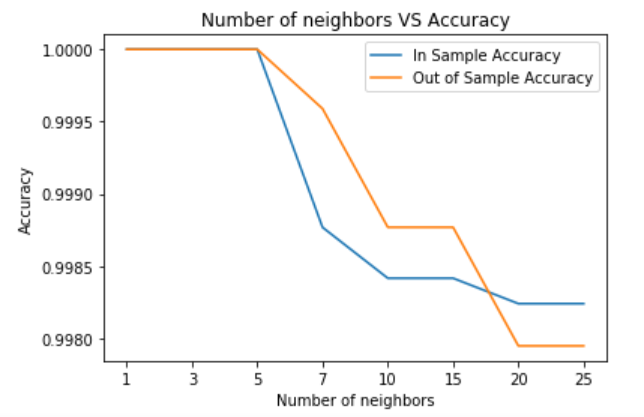 Number of neighbors VS Accuracy
In Sample Accuracy
Out of Sample Accuracy
1.0000
0.9995
0.9990
0.9985
0.9980
Accuracy
1 3 5 7 10 15 20 25
Number of neighbors